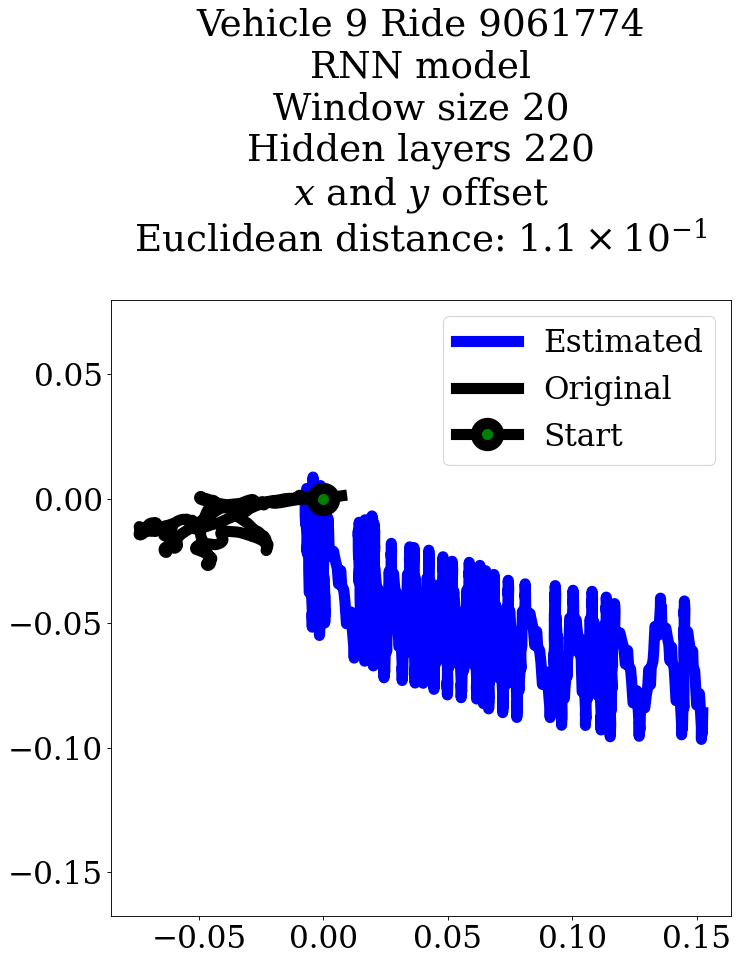 Vehicle 9 Ride 9061774
RNN model
Window size 20
Hidden layers 220
x and y offset
Euclidean distance: 1.1 × 10⁻¹
Estimated
Original
Start
0.05
0.00
−0.05
−0.10
−0.15
−0.05 0.00 0.05 0.10 0.15